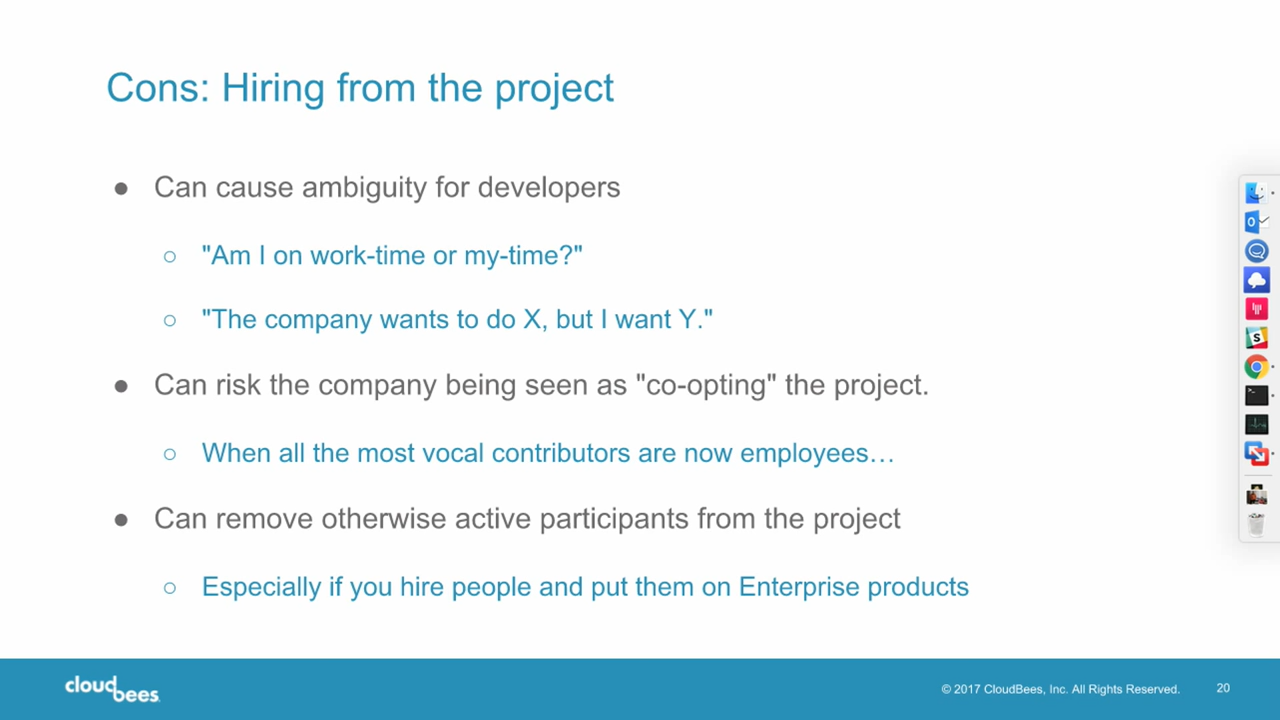 Cons: Hiring from the project
● Can cause ambiguity for developers
○ "Am I on work-time or my-time?"
○ "The company wants to do X, but I want Y."
● Can risk the company being seen as "co-opting" the project.
○ When all the most vocal contributors are now employees…
● Can remove otherwise active participants from the project
○ Especially if you hire people and put them on Enterprise products
cloudbees
© 2017 CloudBees, Inc. All Rights Reserved.
20